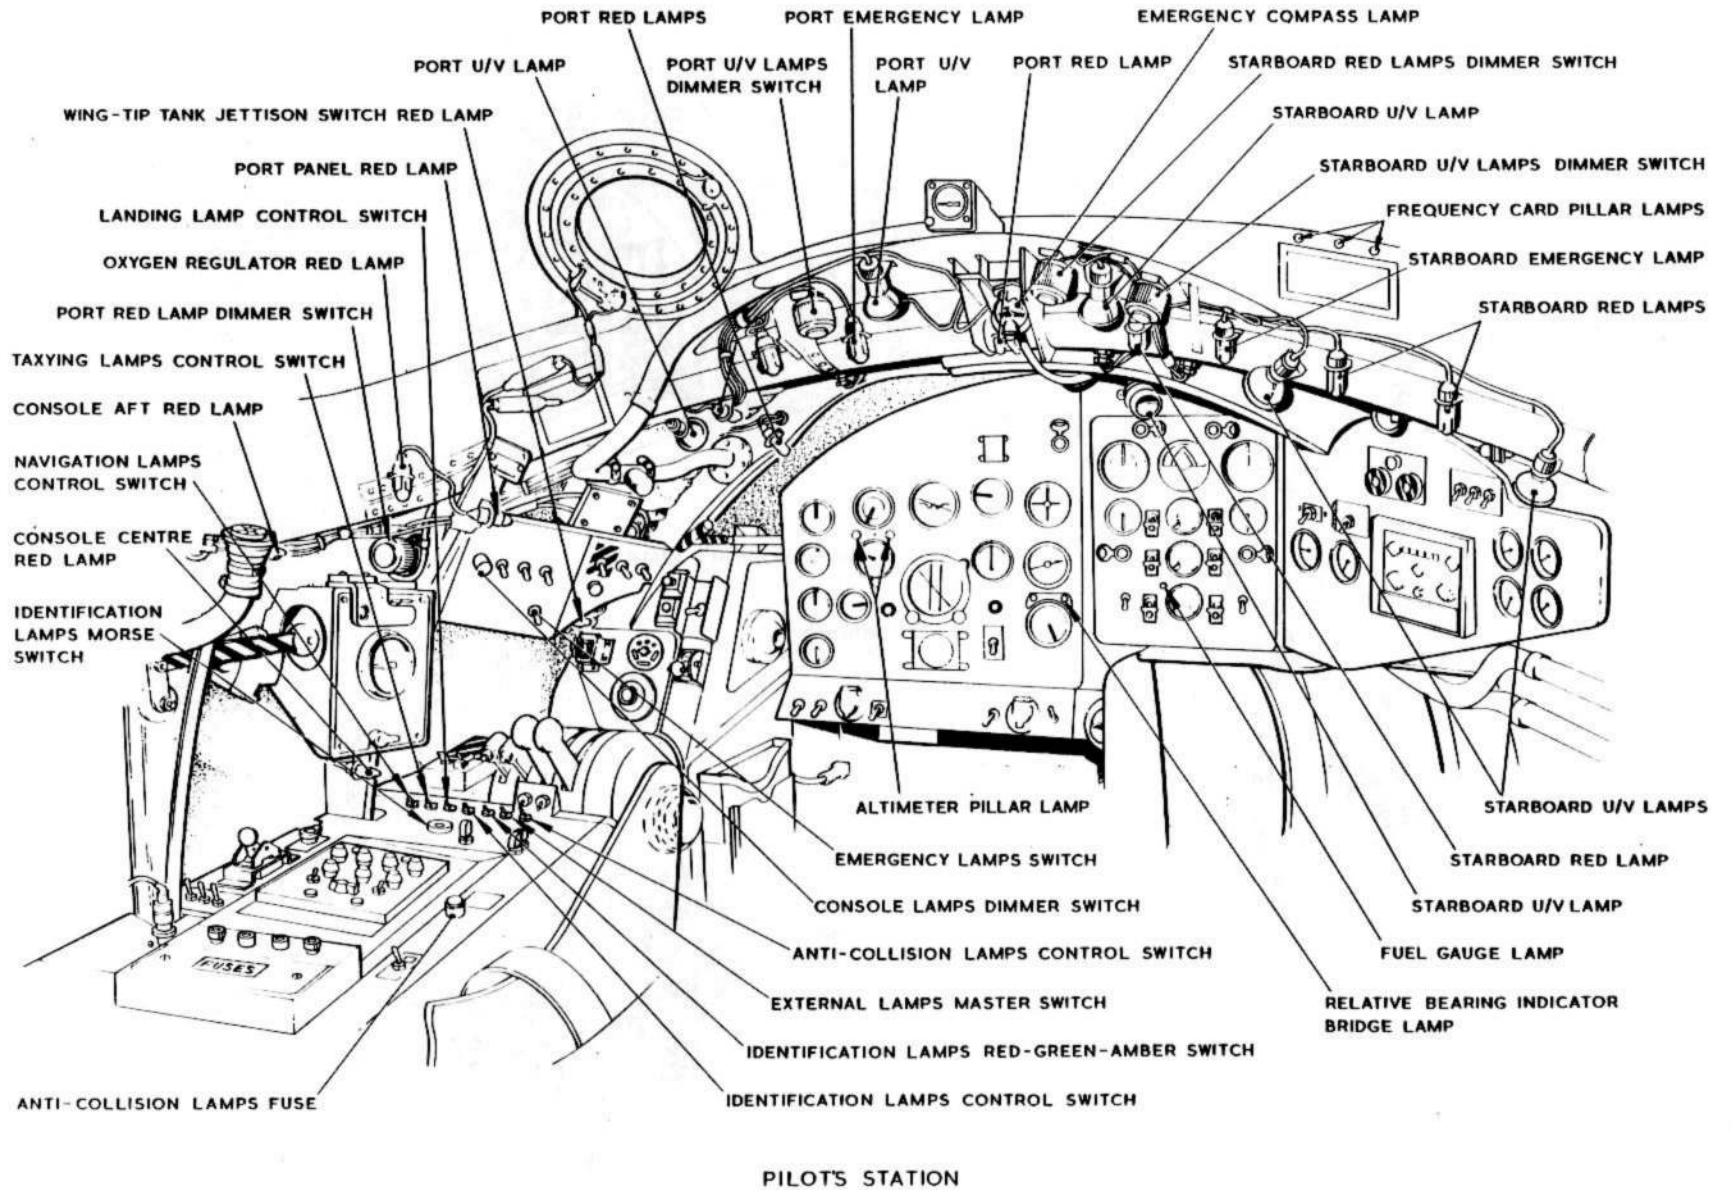 PORT RED LAMPS
PORT EMERGENCY LAMP
EMERGENCY COMPASS LAMP
PORT U/V LAMP
PORT U/V LAMPS
DIMMER SWITCH
PORT U/V
LAMP
PORT RED LAMP
STARBOARD RED LAMPS DIMMER SWITCH
WING-TIP TANK JETTISON SWITCH RED LAMP
STARBOARD U/V LAMP
PORT PANEL RED LAMP
STARBOARD U/V LAMPS DIMMER SWITCH
LANDING LAMP CONTROL SWITCH
FREQUENCY CARD PILLAR LAMPS
OXYGEN REGULATOR RED LAMP
STARBOARD EMERGENCY LAMP
PORT RED LAMP DIMMER SWITCH
STARBOARD RED LAMPS
TAXYING LAMPS CONTROL SWITCH
CONSOLE AFT RED LAMP
NAVIGATION LAMPS
CONTROL SWITCH
CONSOLE CENTRE
RED LAMP
IDENTIFICATION
LAMPS MORSE
SWITCH
ALTIMETER PILLAR LAMP
STARBOARD U/V LAMPS
EMERGENCY LAMPS SWITCH
STARBOARD RED LAMP
CONSOLE LAMPS DIMMER SWITCH
STARBOARD U/V LAMP
ANTI-COLLISION LAMPS CONTROL SWITCH
FUEL GAUGE LAMP
FUSES
EXTERNAL LAMPS MASTER SWITCH
RELATIVE BEARING INDICATOR
BRIDGE LAMP
IDENTIFICATION LAMPS RED-GREEN-AMBER SWITCH
ANTI-COLLISION LAMPS FUSE
IDENTIFICATION LAMPS CONTROL SWITCH
PILOT'S STATION